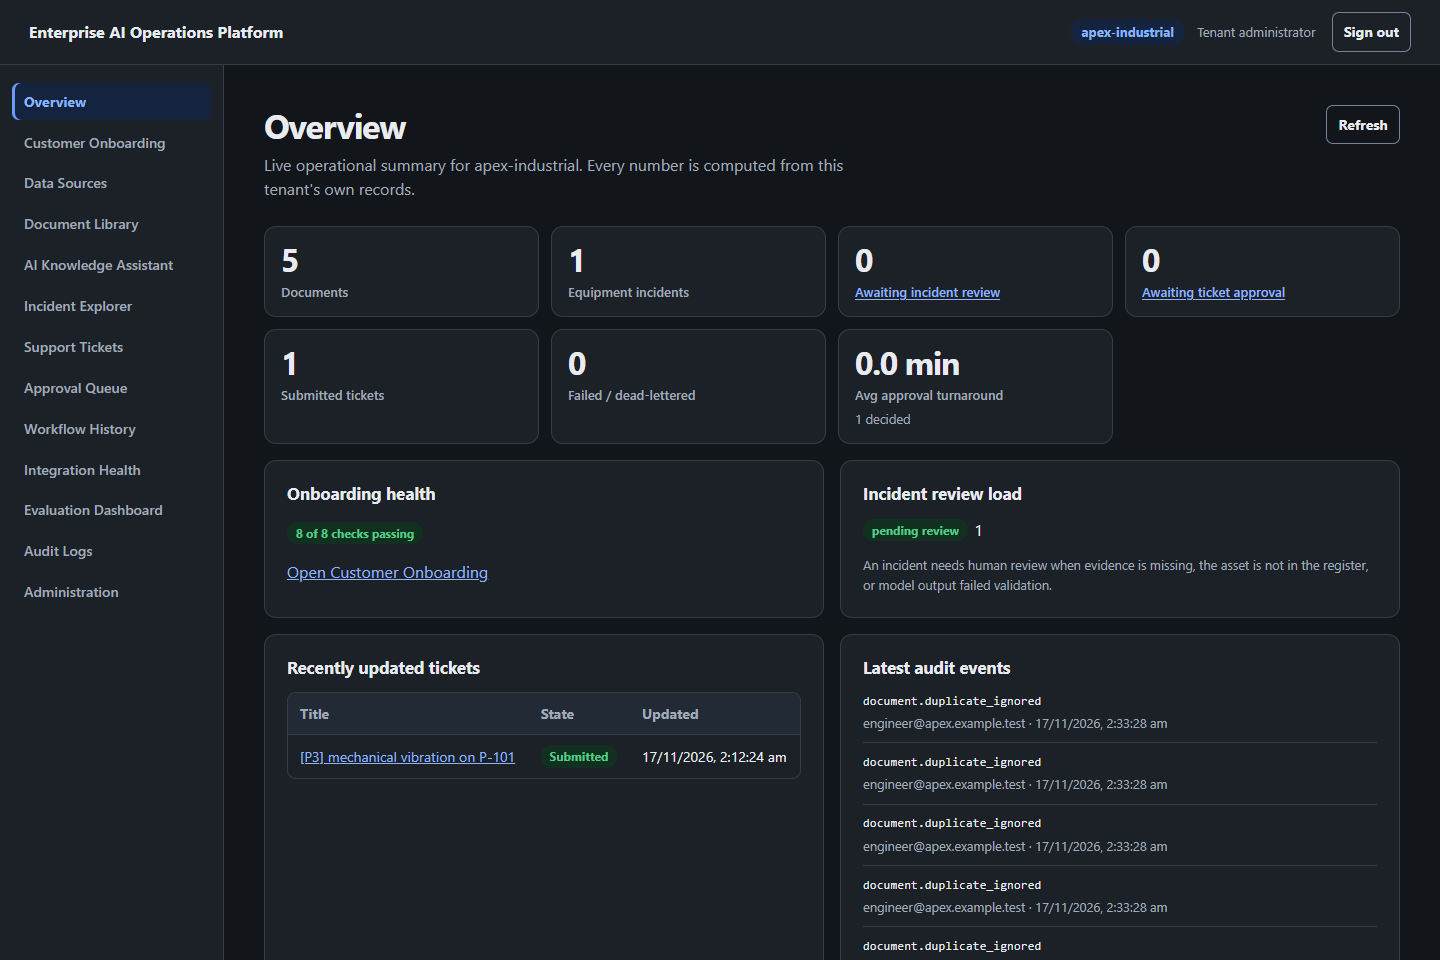 Enterprise AI Operations Platform
apex-industrial
Tenant administrator
Sign out
Overview
Customer Onboarding
Data Sources
Document Library
AI Knowledge Assistant
Incident Explorer
Support Tickets
Approval Queue
Workflow History
Integration Health
Evaluation Dashboard
Audit Logs
Administration
Overview
Refresh
Live operational summary for apex-industrial. Every number is computed from this
tenant's own records.
5
Documents
1
Equipment incidents
0
Awaiting incident review
0
Awaiting ticket approval
1
Submitted tickets
0
Failed / dead-lettered
0.0 min
Avg approval turnaround
1 decided
Onboarding health
8 of 8 checks passing
Open Customer Onboarding
Incident review load
pending review 1
An incident needs human review when evidence is missing, the asset is not in the register,
or model output failed validation.
Recently updated tickets
Title State Updated
[P3] mechanical vibration on P-101 Submitted 17/11/2026, 2:12:24 am
Latest audit events
document.duplicate_ignored
engineer@apex.example.test · 17/11/2026, 2:33:28 am
document.duplicate_ignored
engineer@apex.example.test · 17/11/2026, 2:33:28 am
document.duplicate_ignored
engineer@apex.example.test · 17/11/2026, 2:33:28 am
document.duplicate_ignored
engineer@apex.example.test · 17/11/2026, 2:33:28 am
document.duplicate_ignored